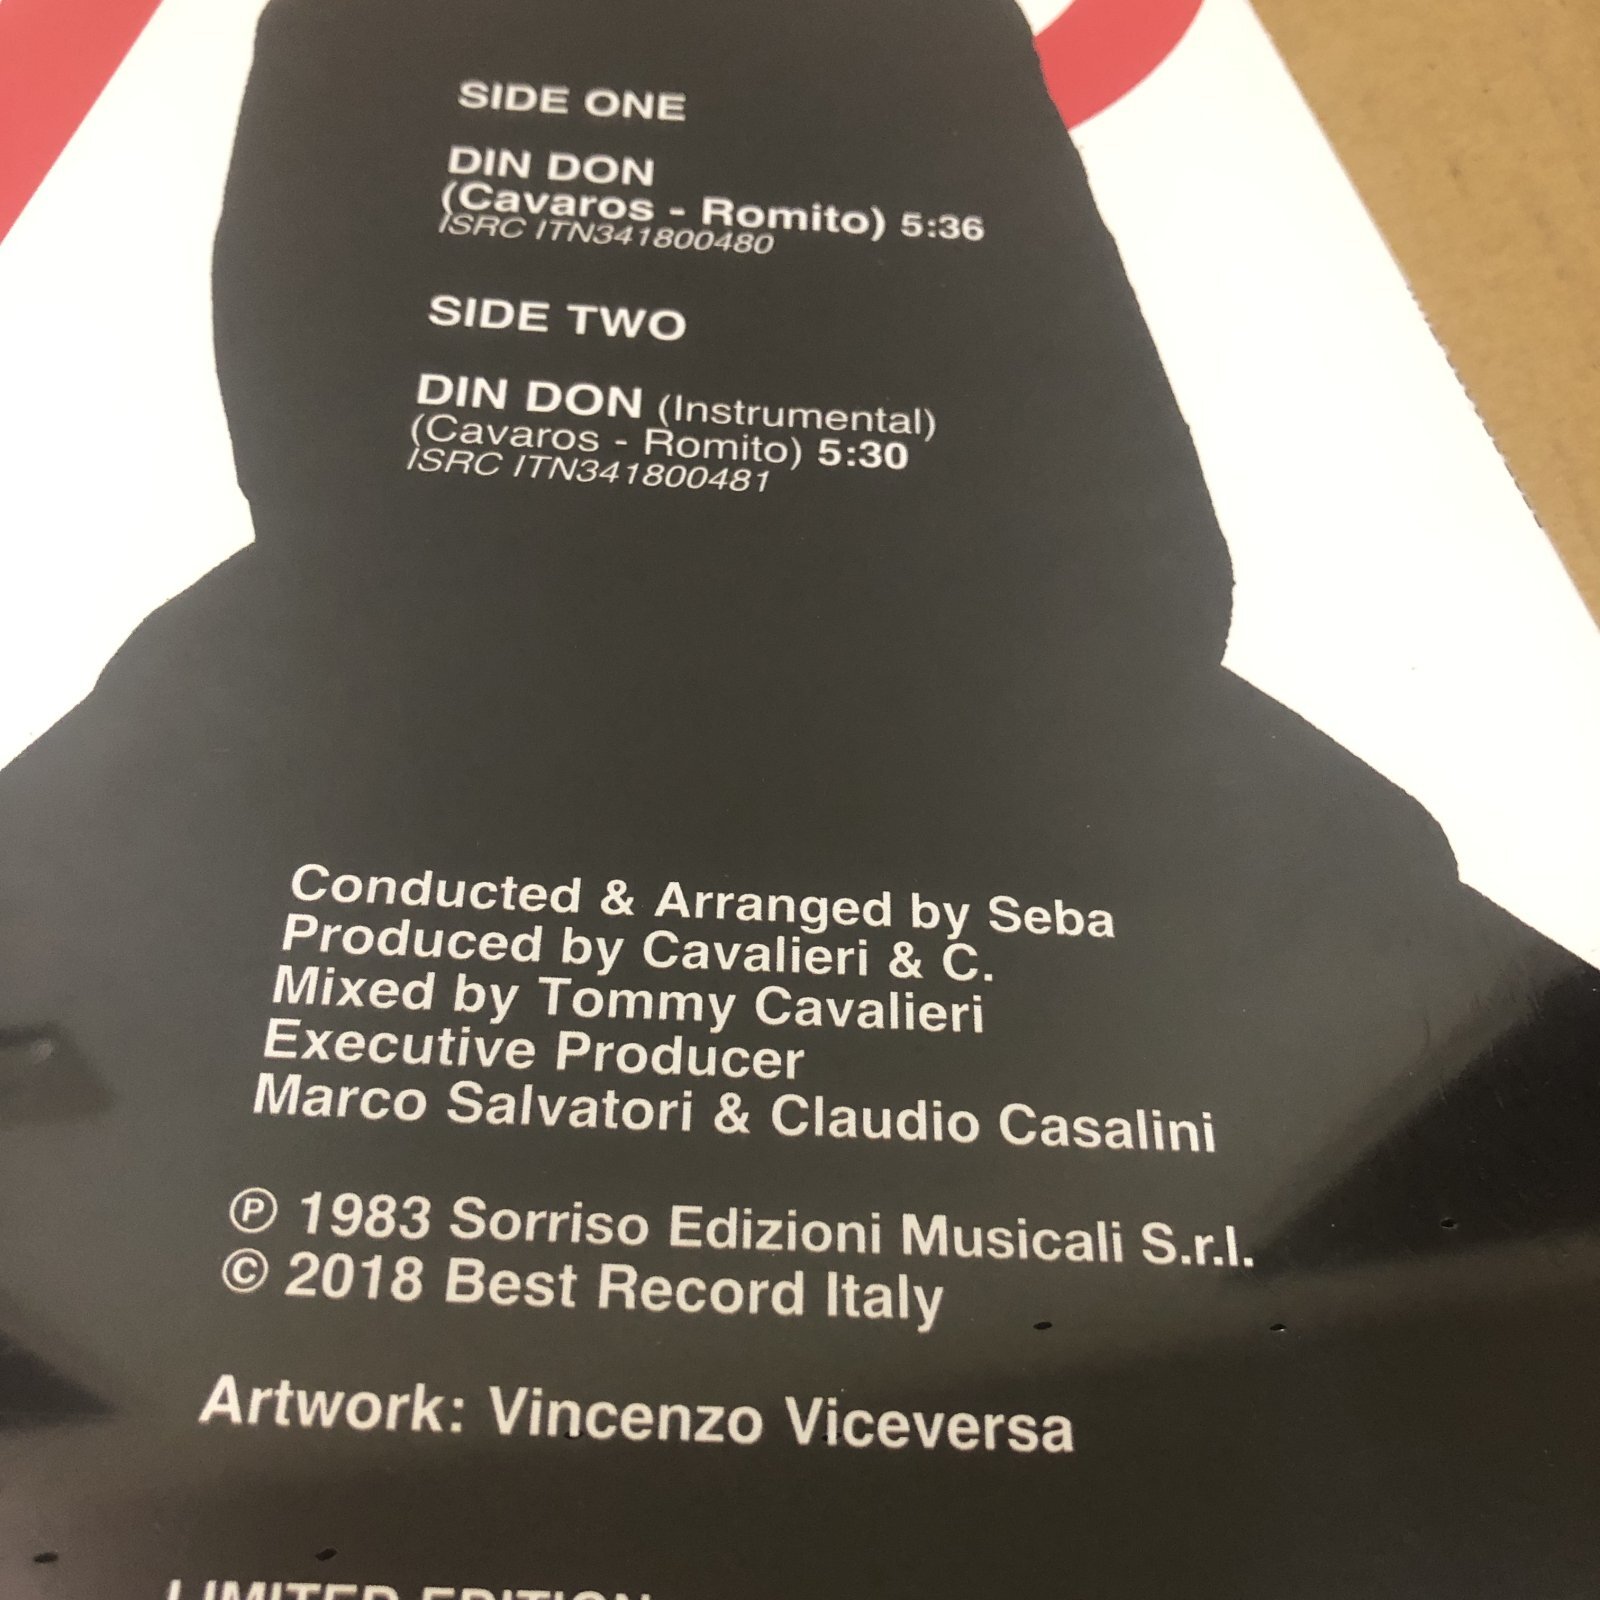 SIDE ONE
DIN DON
(Cavaros - Romito) 5:36
ISRC ITN341800480
SIDE TWO
DIN DON (Instrumental)
(Cavaros - Romito) 5:30
ISRC ITN341800481
Conducted & Arranged by Seba
Produced by Cavalieri & C.
Mixed by Tommy Cavalieri
Executive Producer
Marco Salvatori & Claudio Casalini
℗ 1983 Sorriso Edizioni Musicali S.r.l.
© 2018 Best Record Italy
Artwork: Vincenzo Viceversa
LIMITED EDITION